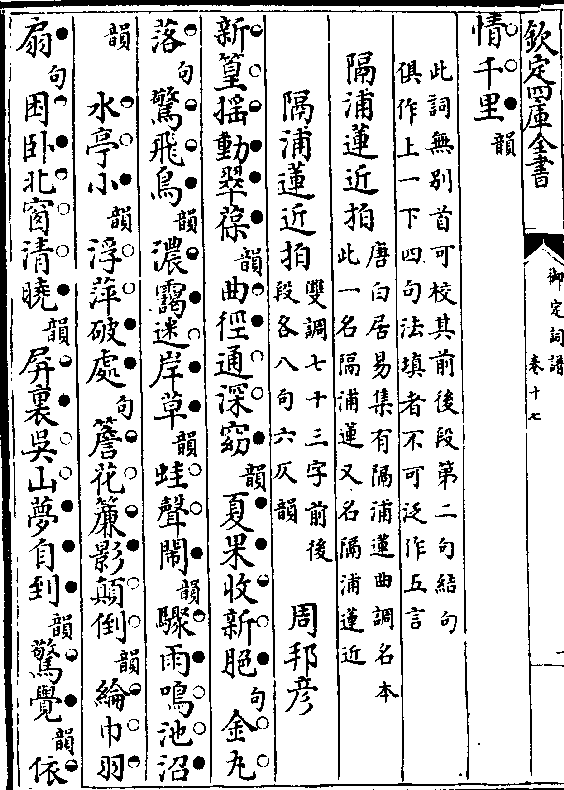 欽定四庫全書
御定詞譜
卷十七
情千里韻
此詞無別首可校其前後段第二句結句
俱作上一下四句法填者不可泛作五言
隔浦蓮近拍
唐白居易集有隔浦蓮曲調名本
此一名隔浦蓮又名隔浦蓮近
隔浦蓮近拍
雙調七十三字前後
段各八句六仄韻
周邦彦
新篁揺動翠葆韻曲徑通深窈韻夏果收新脆句金丸
落句驚飛鳥韻濃靄迷岸草韻蛙聲鬧韻驟雨鳴池沼
韻 水亭小韻浮萍破處句簷花簾影顛倒韻綸巾羽
扇句困卧北窗清曉韻屏裏吳山夢自到韻驚覺韻依